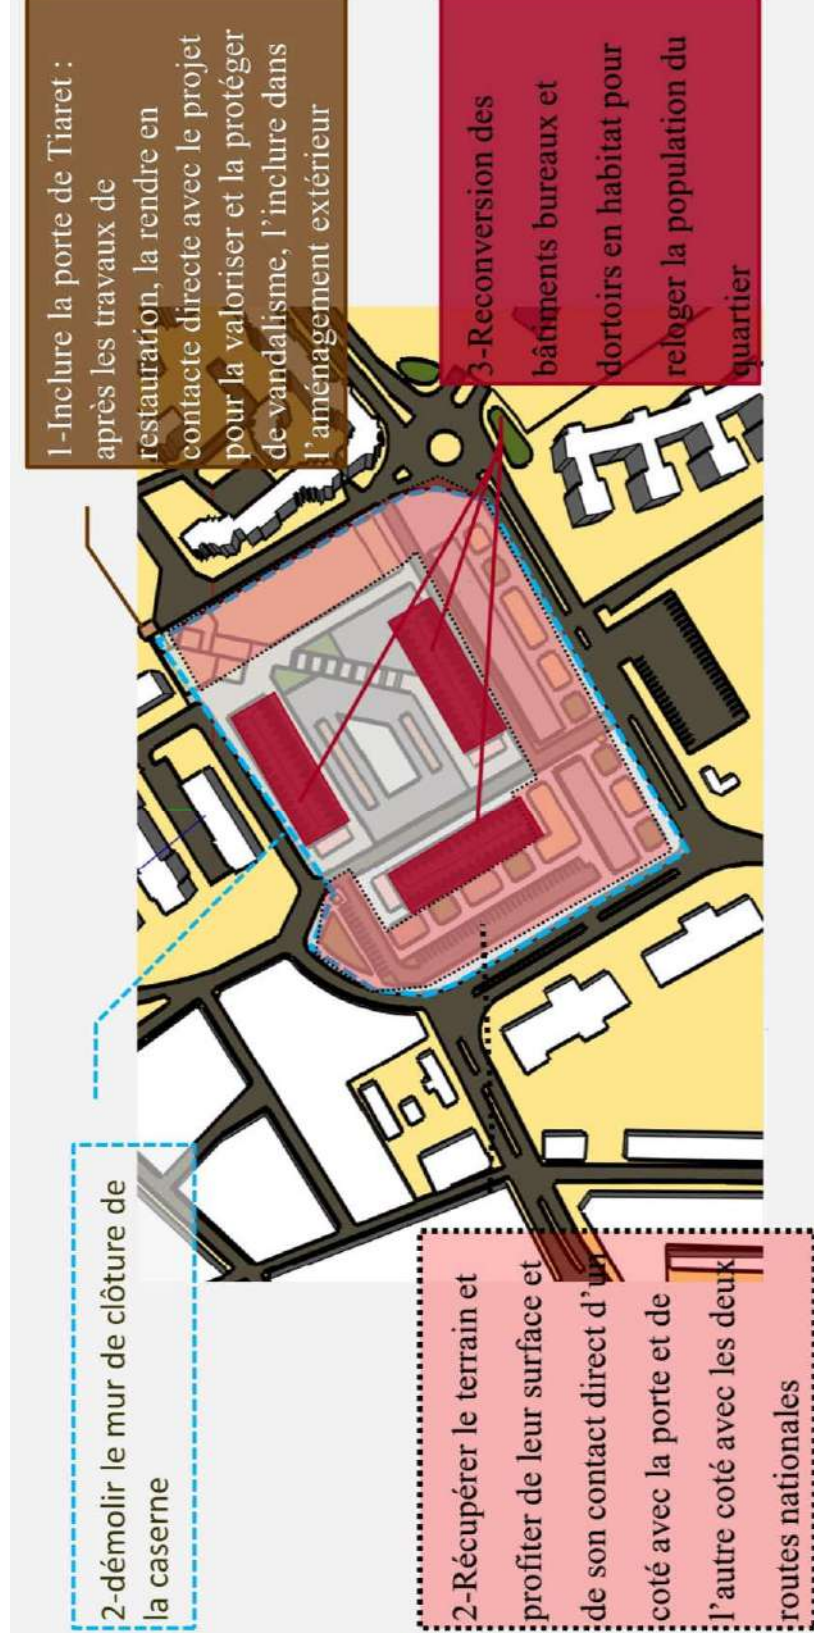 1-Inclure la porte de Tiaret :
après les travaux de
restauration, la rendre en
contacte directe avec le projet
pour la valoriser et la protéger
de vandalisme, l’inclure dans
l’aménagement extérieur
2-démolir le mur de clôture de
la caserne
3-Reconversion des
bâtiments bureaux et
dortoirs en habitat pour
reloger la population du
quartier
2-Récupérer le terrain et
profiter de leur surface et
de son contact direct d’un
coté avec la porte et de
l’autre coté avec les deux
routes nationales